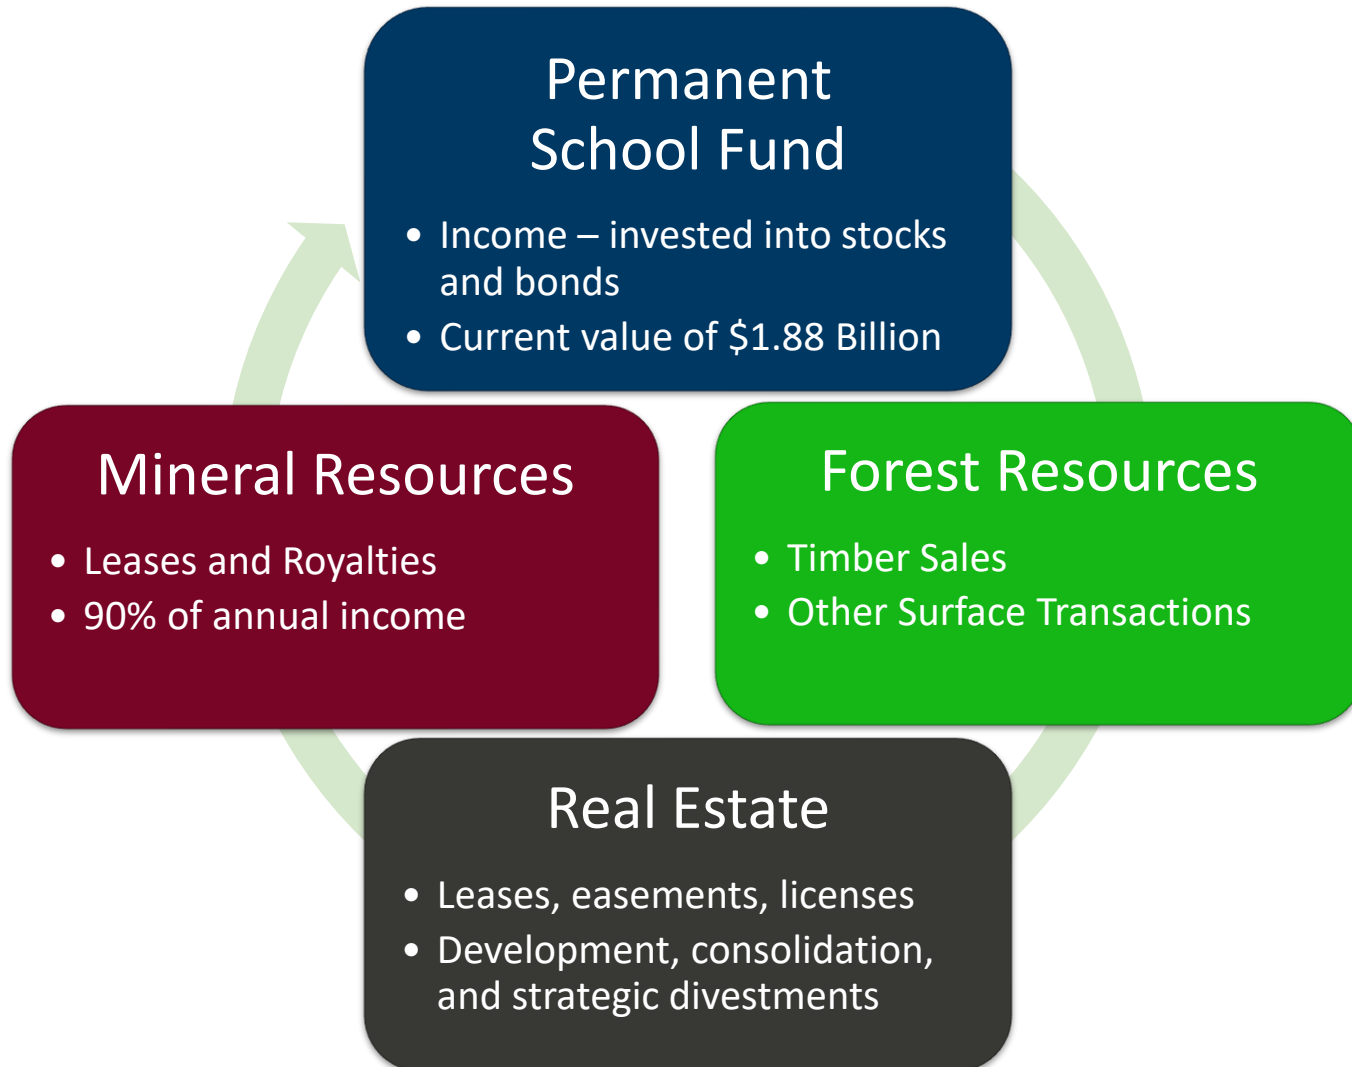 Permanent
School Fund
• Income – invested into stocks
and bonds
• Current value of $1.88 Billion
Mineral Resources
• Leases and Royalties
• 90% of annual income
Forest Resources
• Timber Sales
• Other Surface Transactions
Real Estate
• Leases, easements, licenses
• Development, consolidation,
and strategic divestments